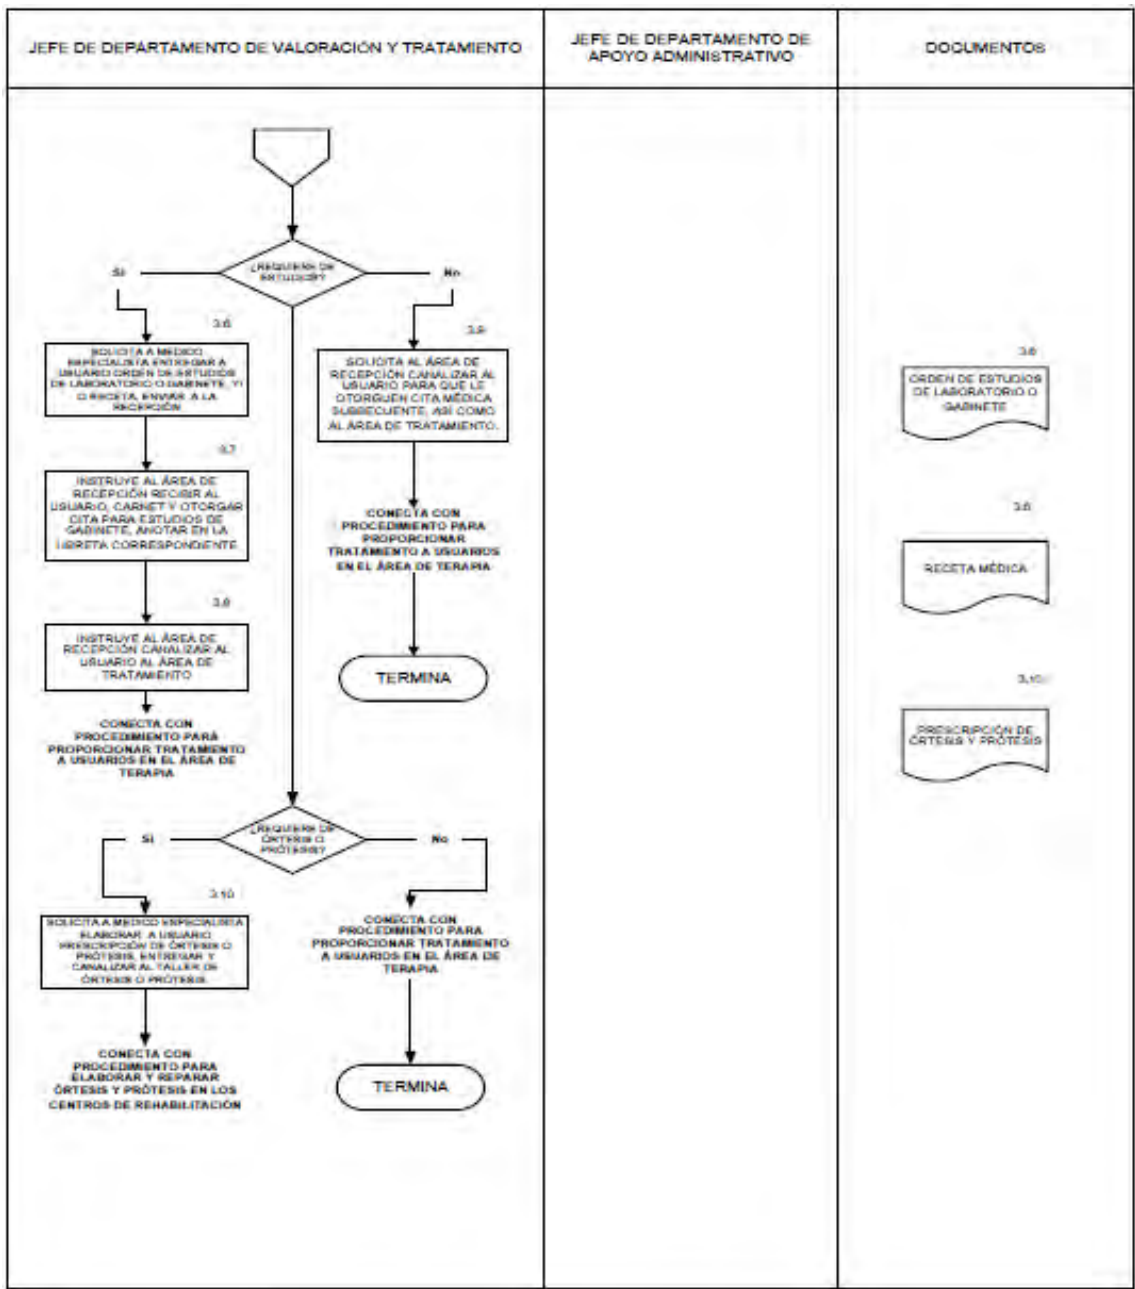 JEFE DE DEPARTAMENTO DE VALORACIÓN Y TRATAMIENTO
JEFE DE DEPARTAMENTO DE
APOYO ADMINISTRATIVO
DOCUMENTOS
¿REQUIERE DE
ESTUDIOS?
Si
No
3.6
SOLICITA A MEDICO
ESPECIALISTA ENTREGAR A
USUARIO ORDEN DE ESTUDIOS
DE LABORATORIO O GABINETE, Y/
O RECETA, ENVIAR A LA
RECEPCIÓN
3.7
INSTRUYE AL ÁREA DE
RECEPCIÓN RECIBIR AL
USUARIO, CARNET Y OTORGAR
CITA PARA ESTUDIOS DE
GABINETE, ANOTAR EN LA
LIBRETA CORRESPONDIENTE
3.8
INSTRUYE AL ÁREA DE
RECEPCIÓN CANALIZAR AL
USUARIO AL ÁREA DE
TRATAMIENTO
CONECTA CON
PROCEDIMIENTO PARA
PROPORCIONAR TRATAMIENTO
A USUARIOS EN EL ÁREA DE
TERAPIA
3.9
SOLICITA AL ÁREA DE
RECEPCIÓN CANALIZAR AL
USUARIO PARA QUE LE
OTORGUEN CITA MÉDICA
SUBSECUENTE, ASÍ COMO
AL ÁREA DE TRATAMIENTO.
CONECTA CON
PROCEDIMIENTO PARA
PROPORCIONAR
TRATAMIENTO A USUARIOS
EN EL ÁREA DE TERAPIA
TERMINA
¿REQUIERE DE
ÓRTESIS O
PRÓTESIS?
Si
No
3.10
SOLICITA A MEDICO ESPECIALISTA
ELABORAR A USUARIO
PRESCRIPCIÓN DE ÓRTESIS O
PRÓTESIS, ENTREGAR Y
CANALIZAR AL TALLER DE
ÓRTESIS O PRÓTESIS
CONECTA CON
PROCEDIMIENTO PARA
ELABORAR Y REPARAR
ÓRTESIS Y PRÓTESIS EN LOS
CENTROS DE REHABILITACIÓN
CONECTA CON
PROCEDIMIENTO PARA
PROPORCIONAR TRATAMIENTO
A USUARIOS EN EL ÁREA DE
TERAPIA
TERMINA
3.6
ORDEN DE ESTUDIOS
DE LABORATORIO O
GABINETE
3.6
RECETA MÉDICA
3.10
PRESCRIPCIÓN DE
ÓRTESIS Y PRÓTESIS